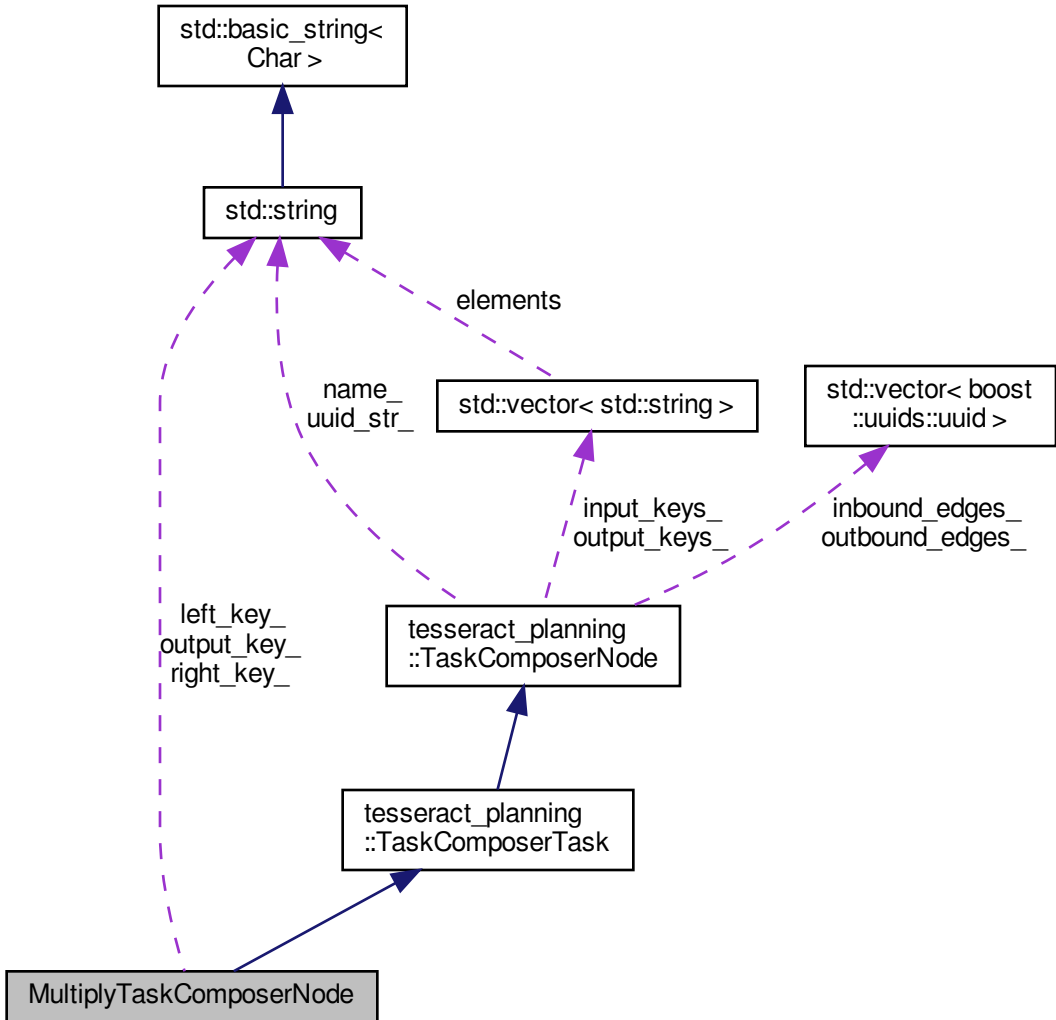 std::basic_string<
Char >
std::string
elements
name_
uuid_str_
std::vector< std::string >
std::vector< boost
::uuids::uuid >
input_keys_
output_keys_
inbound_edges_
outbound_edges_
left_key_
output_key_
right_key_
tesseract_planning
::TaskComposerNode
tesseract_planning
::TaskComposerTask
MultiplyTaskComposerNode